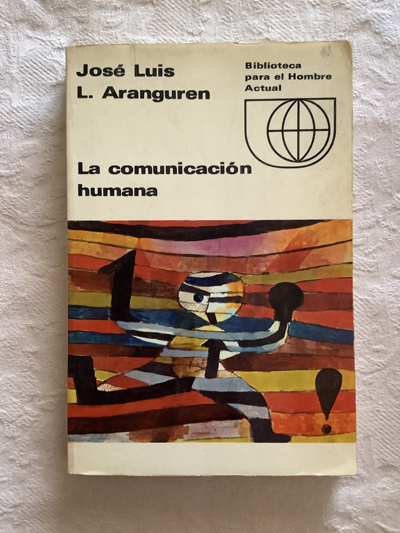 José Luis
L. Aranguren
Biblioteca
para el Hombre
Actual
La comunicación
humana